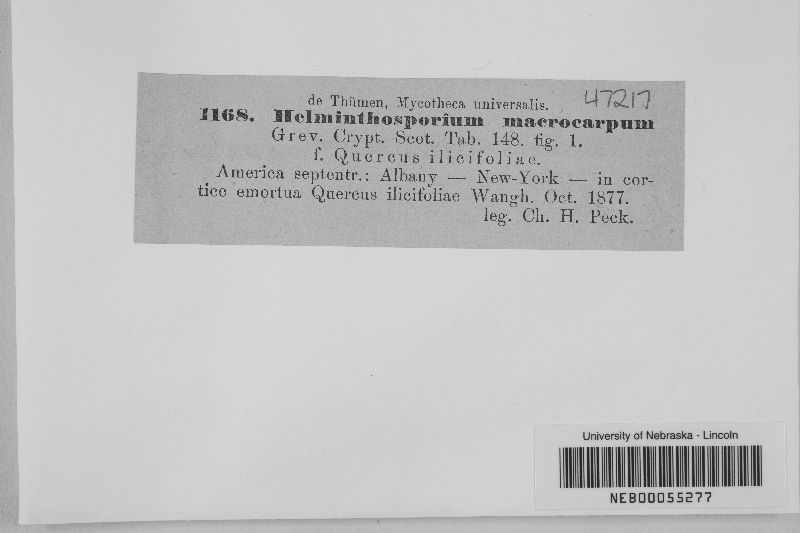 de Thümen, Mycotheca universalis. 47217
1168. Helminthosporium macrocarpum
Grev. Crypt. Scot. Tab. 148. fig. 1.
f. Quercus ilicifoliae.
America septentr.: Albany — New-York — in cor-
tice emortua Quercus ilicifoliae Wangh. Oct. 1877.
leg. Ch. H. Peck.
University of Nebraska - Lincoln
NEB00055277